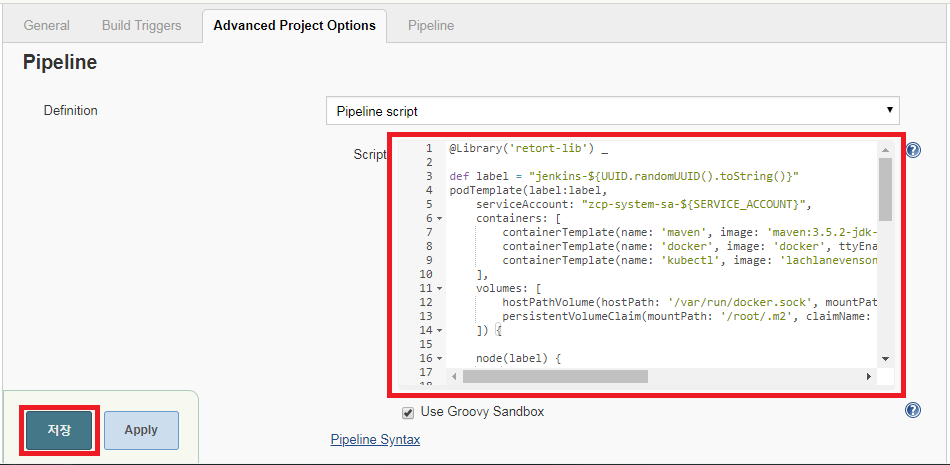 General Build Triggers Advanced Project Options Pipeline
Pipeline
Definition
Pipeline script
Script
1 @Library('retort-lib') _
2
3 def label = "jenkins-${UUID.randomUUID().toString()}"
4 podTemplate(label:label,
5 serviceAccount: "zcp-system-sa-${SERVICE_ACCOUNT}",
6 containers: [
7 containerTemplate(name: 'maven', image: 'maven:3.5.2-jdk-
8 containerTemplate(name: 'docker', image: 'docker', ttyEna
9 containerTemplate(name: 'kubectl', image: 'lachlanevenson
10 ],
11 volumes: [
12 hostPathVolume(hostPath: '/var/run/docker.sock', mountPat
13 persistentVolumeClaim(mountPath: '/root/.m2', claimName:
14 ]) {
15
16 node(label) {
17
18
Use Groovy Sandbox
저장 Apply
Pipeline Syntax